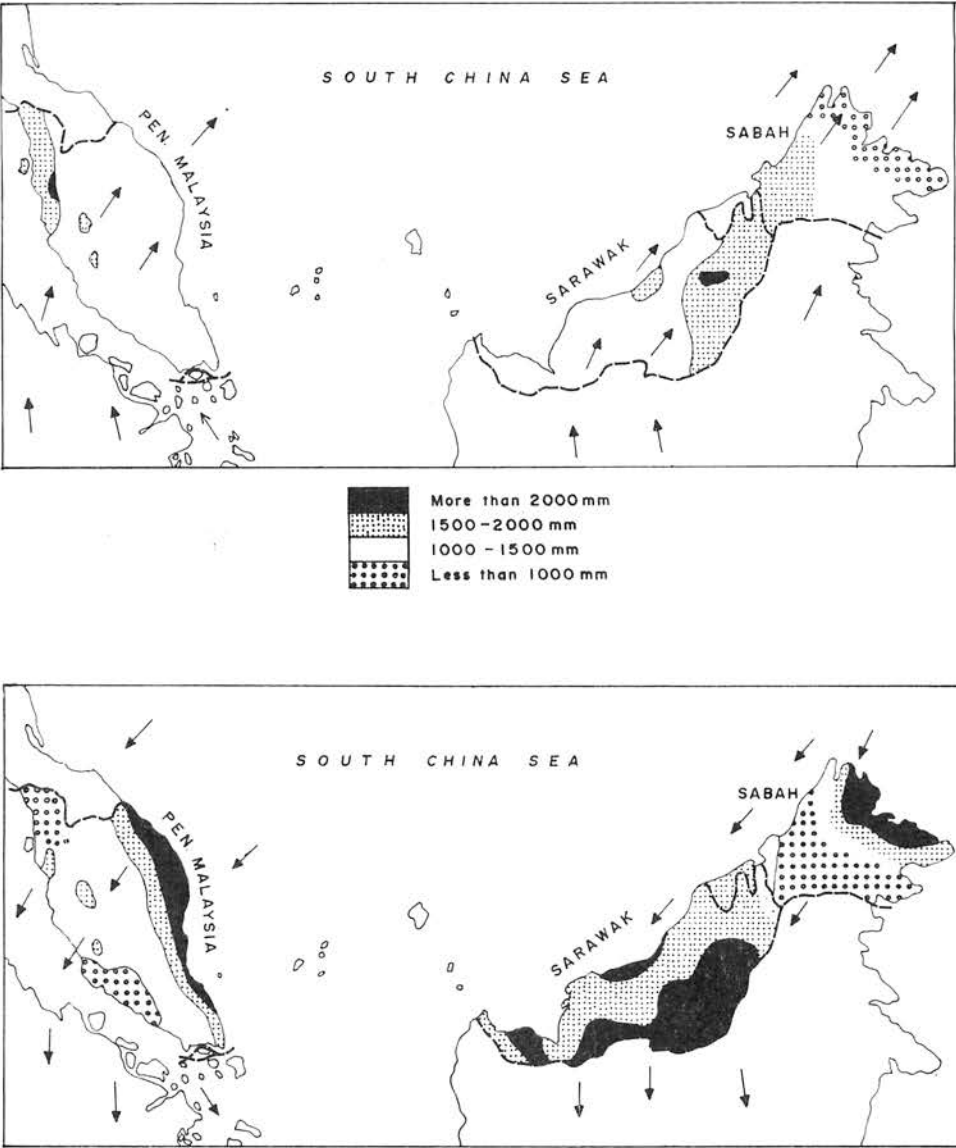 SOUTH CHINA SEA
PEN. MALAYSIA
SABAH
SARAWAK
More than 2000 mm
1500-2000 mm
1000 - 1500 mm
Less than 1000 mm
SOUTH CHINA SEA
PEN MALAYSIA
SABAH
SARAWAK